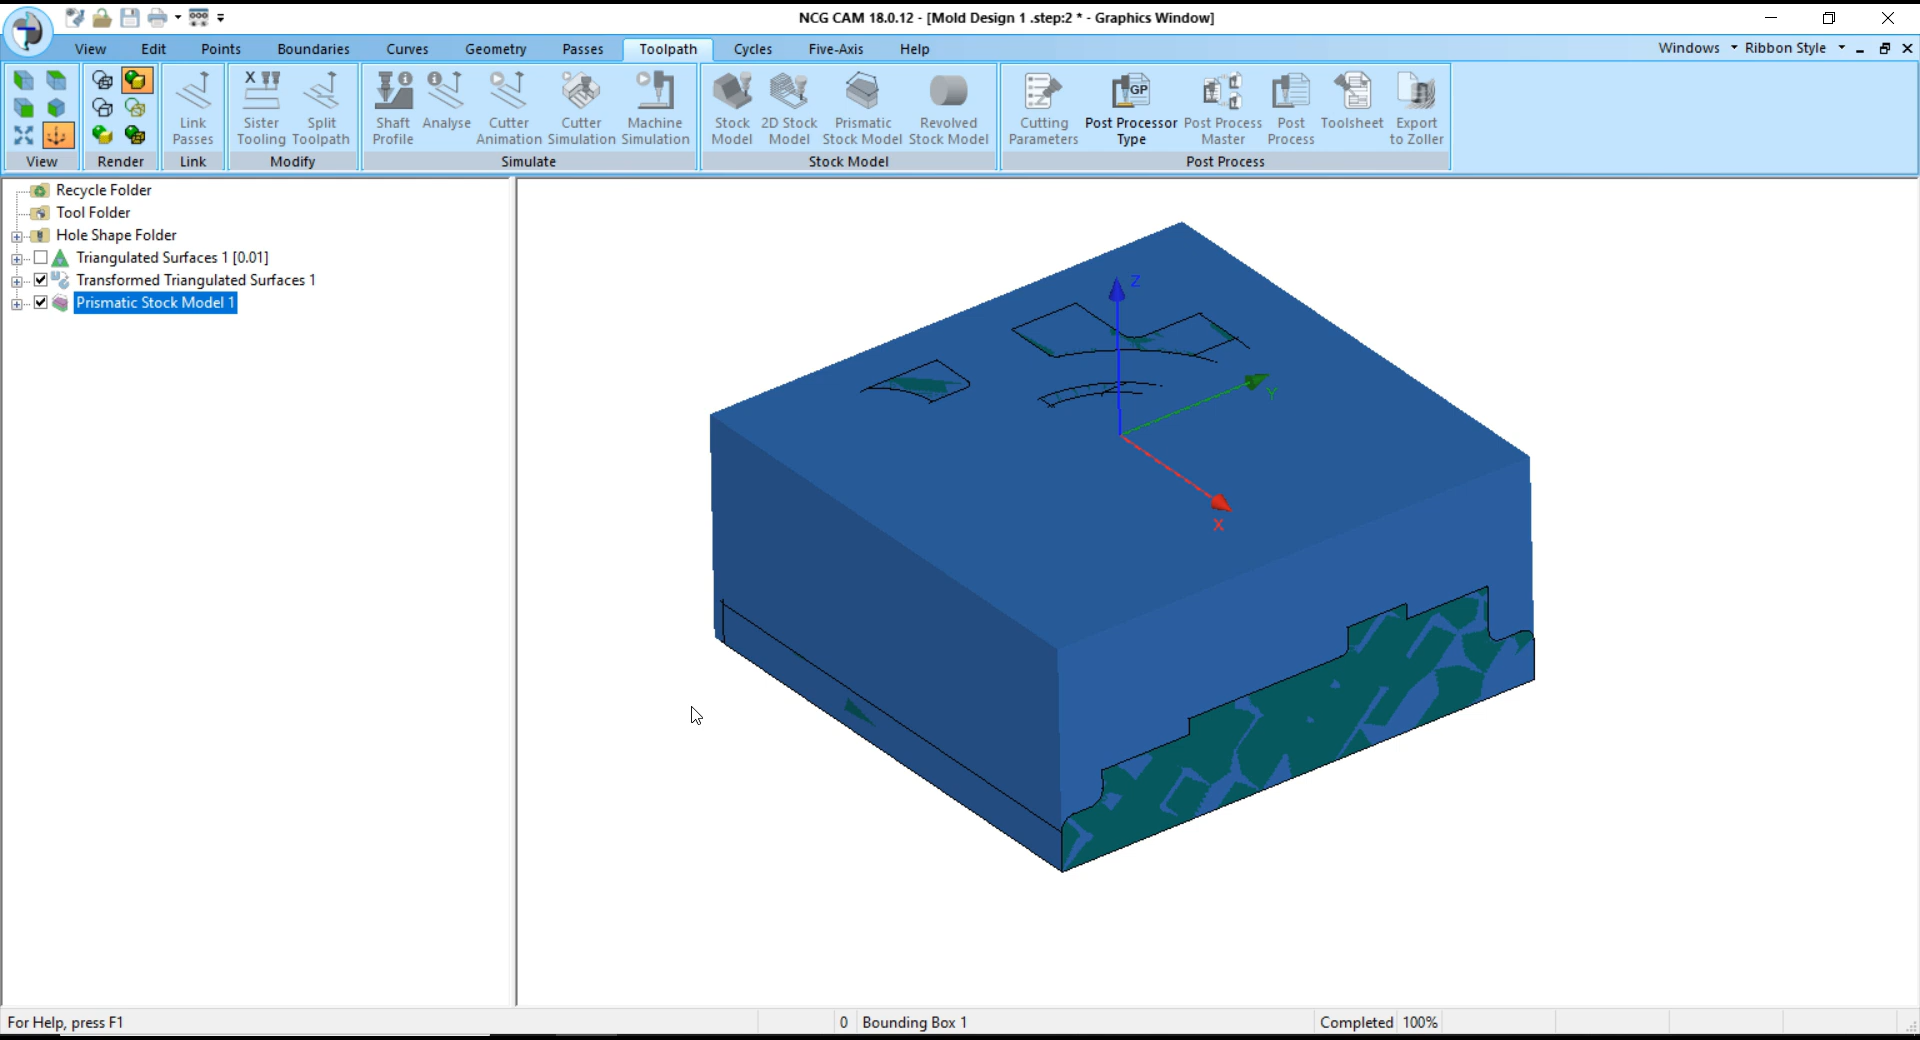 NCG CAM 18.0.12 - [Mold Design 1 .step:2 * - Graphics Window]
View Edit Points Boundaries Curves Geometry Passes Toolpath Cycles Five-Axis Help Windows Ribbon Style
X GP
Link Sister Split Shaft Analyse Cutter Cutter Machine Stock 2D Stock Prismatic Revolved Cutting Post Processor Post Process Post Toolsheet Export
Passes Tooling Toolpath Profile Animation Simulation Simulation Model Model Stock Model Stock Model Parameters Type Master Process to Zoller
View Render Link Modify Simulate Stock Model Post Process
Recycle Folder
Tool Folder
Hole Shape Folder
Triangulated Surfaces 1 [0.01]
Transformed Triangulated Surfaces 1
Prismatic Stock Model 1
Z
Y
X
For Help, press F1 0 Bounding Box 1 Completed 100%